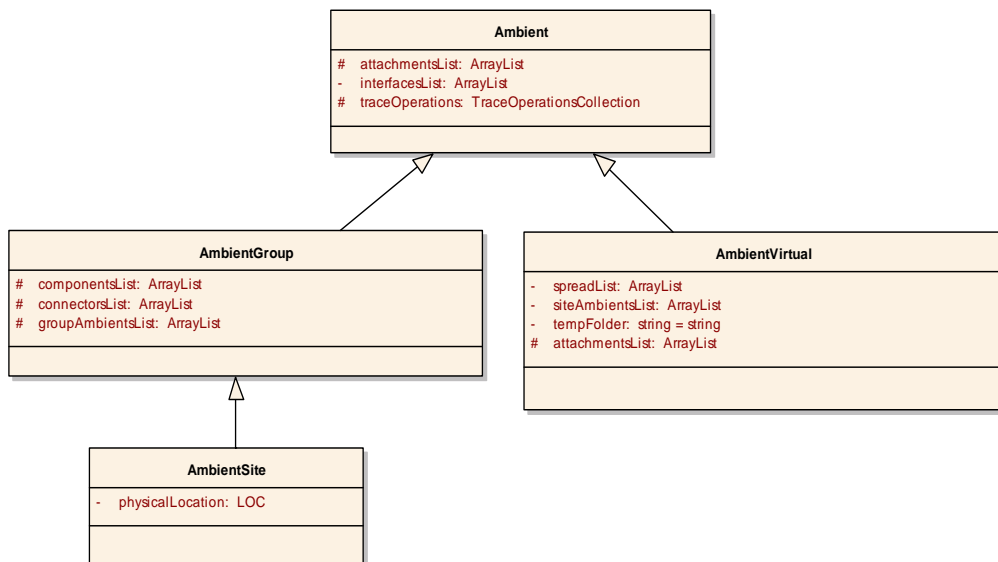 Ambient
# attachmentsList: ArrayList
- interfacesList: ArrayList
# traceOperations: TraceOperationsCollection
AmbientGroup
# componentsList: ArrayList
# connectorsList: ArrayList
# groupAmbientsList: ArrayList
AmbientVirtual
- spreadList: ArrayList
- siteAmbientsList: ArrayList
- tempFolder: string = string
# attachmentsList: ArrayList
AmbientSite
- physicalLocation: LOC